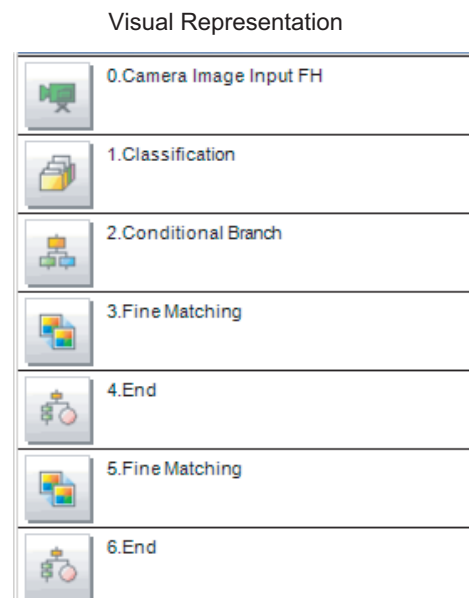 Visual Representation
0.Camera Image Input FH
1.Classification
2.Conditional Branch
3.Fine Matching
4.End
5.Fine Matching
6.End